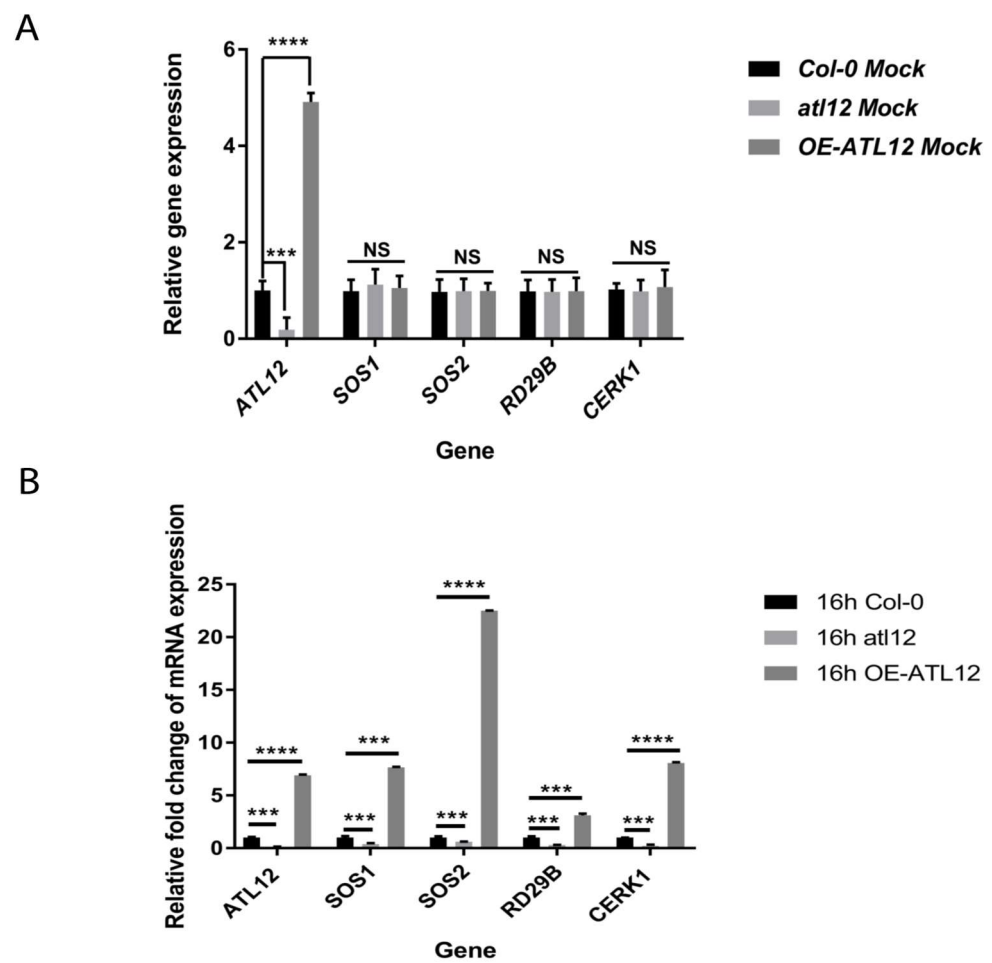 A
Relative gene expression
6
4
2
0
****
***
NS
NS
NS
NS
ATL12
SOS1
SOS2
RD29B
CERK1
Gene
Col-0 Mock
atl12 Mock
OE-ATL12 Mock
B
Relative fold change of mRNA expression
25
20
15
10
5
0
****
***
***
***
****
***
***
***
****
***
ATL12
SOS1
SOS2
RD29B
CERK1
Gene
16h Col-0
16h atl12
16h OE-ATL12